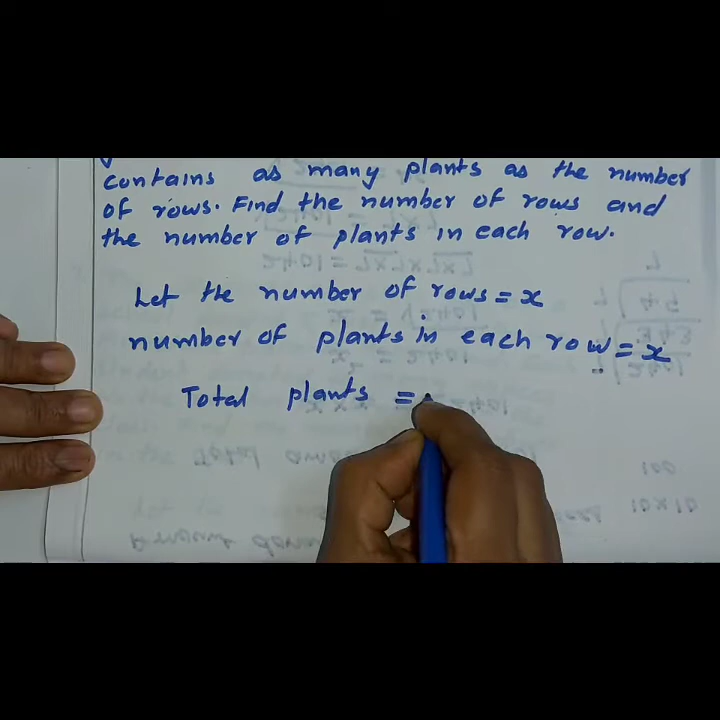 contains as many plants as the number
of rows. Find the number of rows and
the number of plants in each row.
Let the number of rows = x
number of plants in each row = x
Total plants =